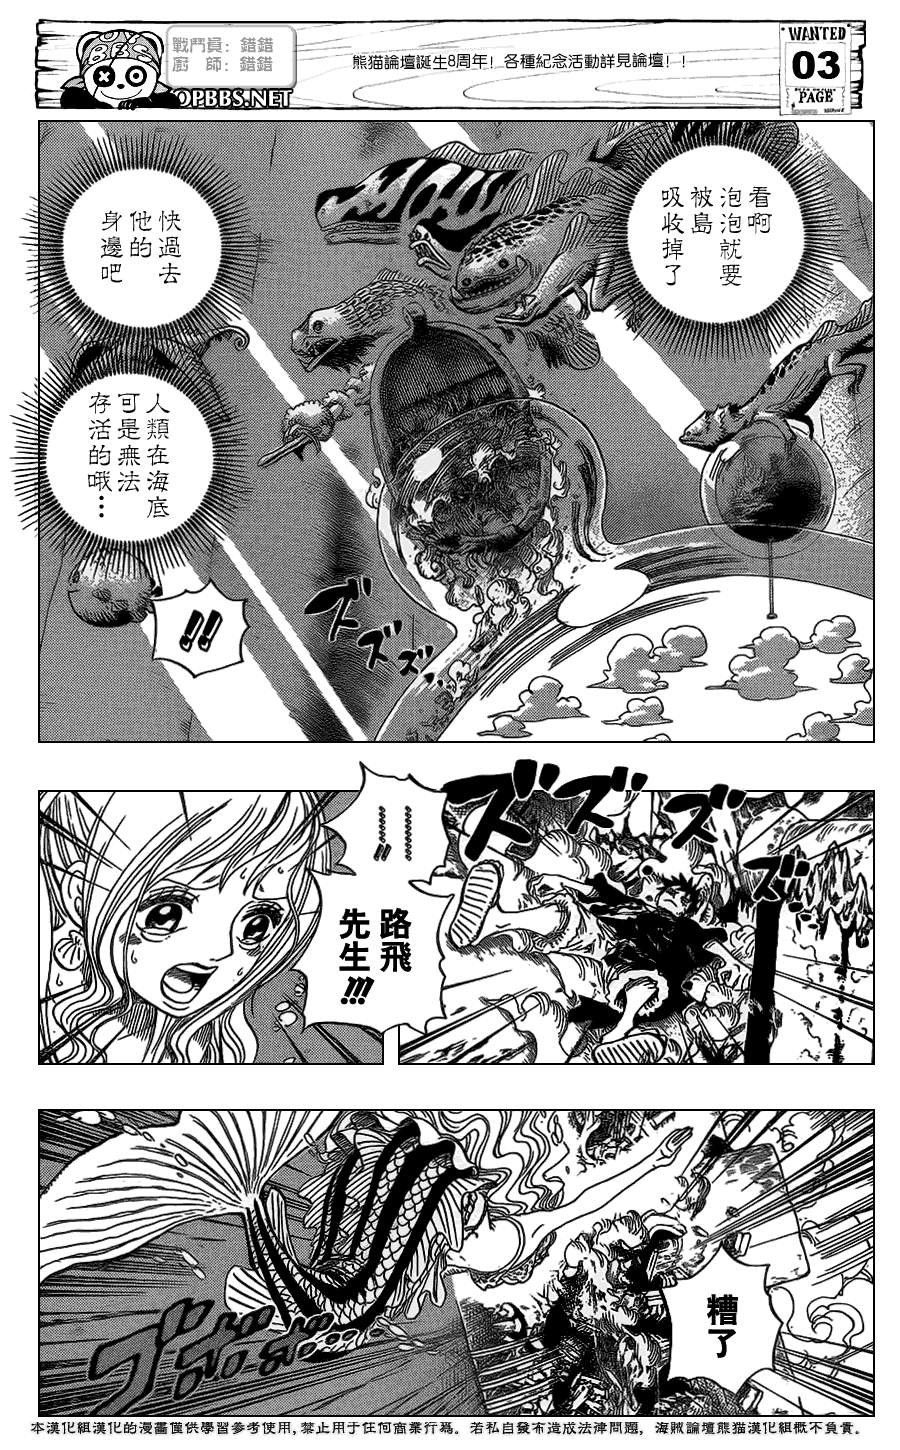 戰鬥員：錯錯
廚　師：錯錯
OPBBS.NET
熊猫論壇誕生8周年！各種紀念活動詳見論壇！！
WANTED
03
PAGE
看啊
泡泡就要
被島
吸收掉了
快過去
他的
身邊吧
人類在海底
可是無法
存活的哦…
!!
ズズズ…
ズズズズ…
………!!
路飛
先生!!!
糟了
本漢化組漢化的漫畫僅供學習參考使用,禁止用于任何商業行爲。若私自發布造成法律問題，海賊論壇熊猫漢化組概不負責。